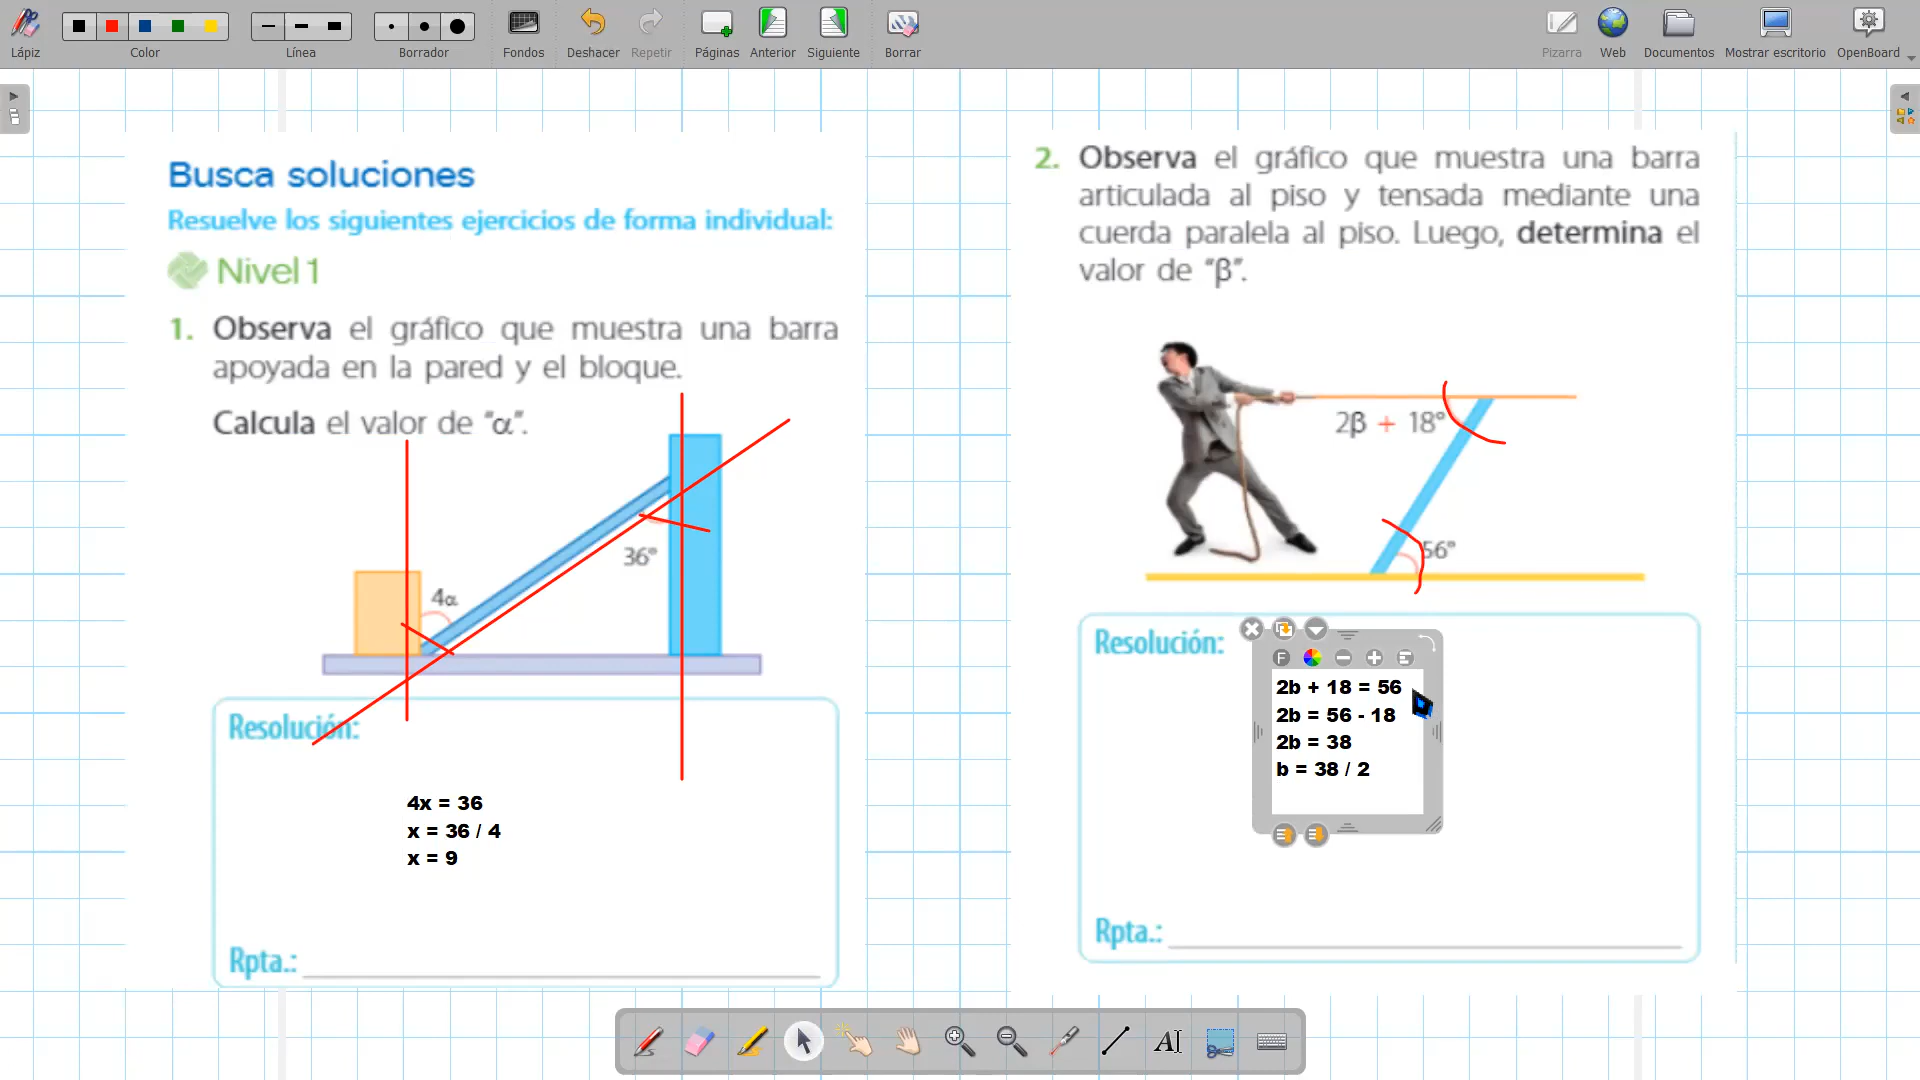 Lápiz
Color
Línea
Borrador
Fondos
Deshacer
Repetir
Páginas
Anterior
Siguiente
Borrar
Pizarra
Web
Documentos
Mostrar escritorio
OpenBoard
Busca soluciones
Resuelve los siguientes ejercicios de forma individual:
Nivel 1
1. Observa el gráfico que muestra una barra
apoyada en la pared y el bloque.
Calcula el valor de “α”.
36°
4α
Resolución:
4x = 36
x = 36 / 4
x = 9
Rpta.:
2. Observa el gráfico que muestra una barra
articulada al piso y tensada mediante una
cuerda paralela al piso. Luego, determina el
valor de “β”.
2β + 18°
56°
Resolución:
F
2b + 18 = 56
2b = 56 - 18
2b = 38
b = 38 / 2
Rpta.:
AI